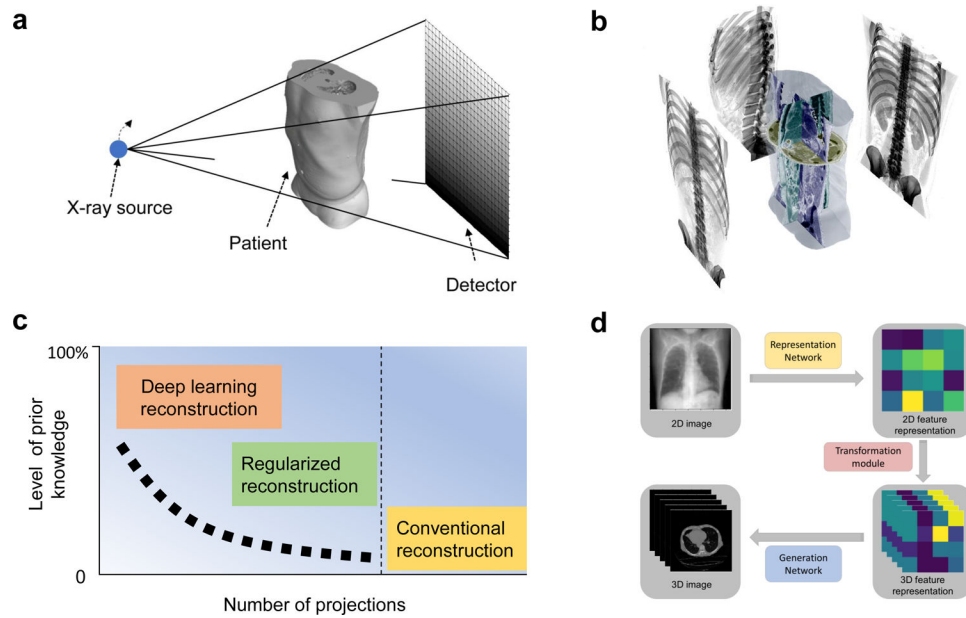 a
X-ray source
Patient
Detector
b
c
100%
Level of prior
knowledge
0
Deep learning
reconstruction
Regularized
reconstruction
Conventional
reconstruction
Number of projections
d
2D image
Representation
Network
2D feature
representation
Transformation
module
3D feature
representation
Generation
Network
3D image